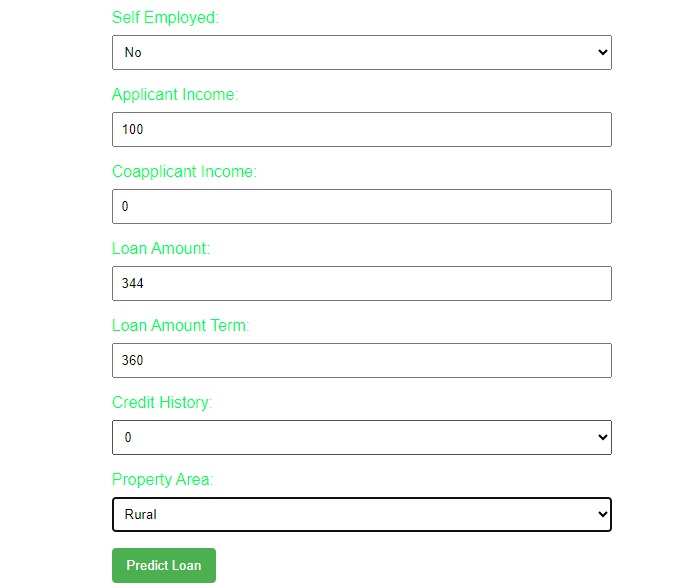 Self Employed:
No
Applicant Income:
100
Coapplicant Income:
0
Loan Amount:
344
Loan Amount Term:
360
Credit History:
0
Property Area:
Rural
Predict Loan